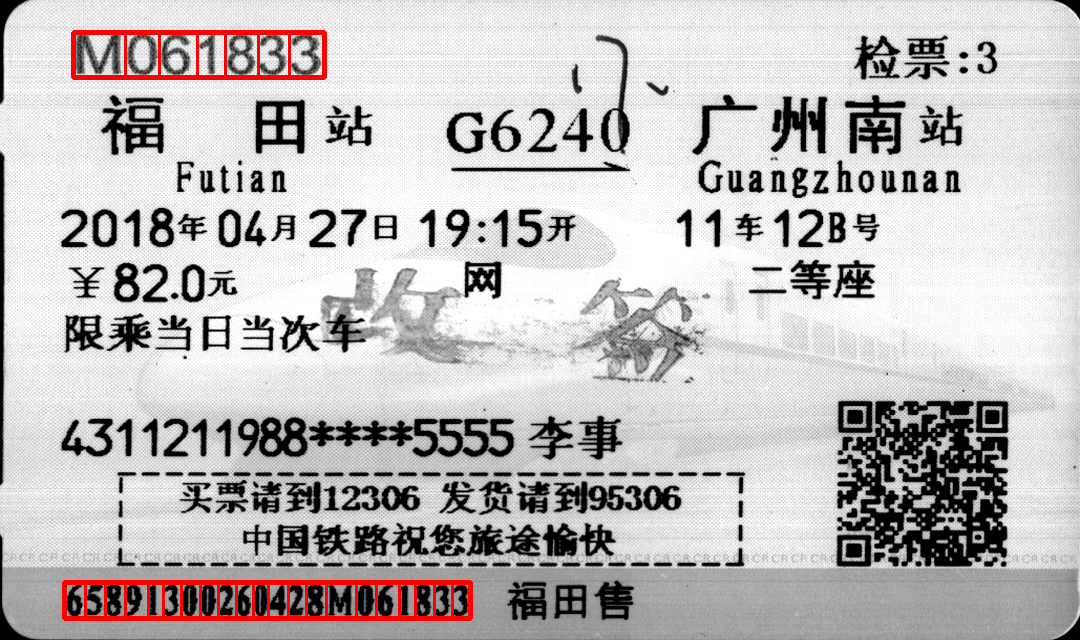 M061833 检票:3
福田站 G6240 广州南站
Futian Guangzhounan
2018年04月27日 19:15开 11车12B号
￥82.0元 网 二等座
限乘当日当次车
改签
4311211988****5555 李事
买票请到12306 发货请到95306
中国铁路祝您旅途愉快
65891300260428M061833 福田售